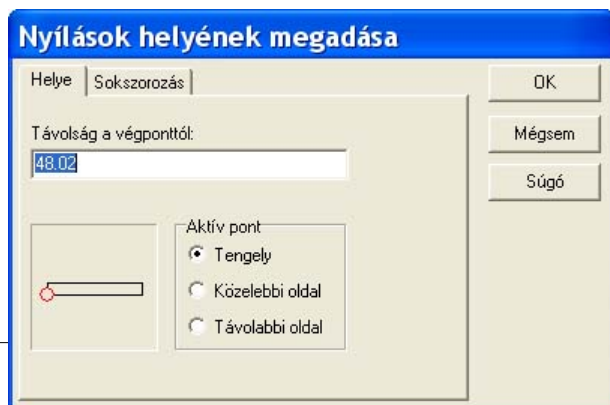 Nyílások helyének megadása
Helye
Sokszorozás
Távolság a végponttól:
48.02
Aktív pont
Tengely
Közelebbi oldal
Távolabbi oldal
OK
Mégsem
Súgó